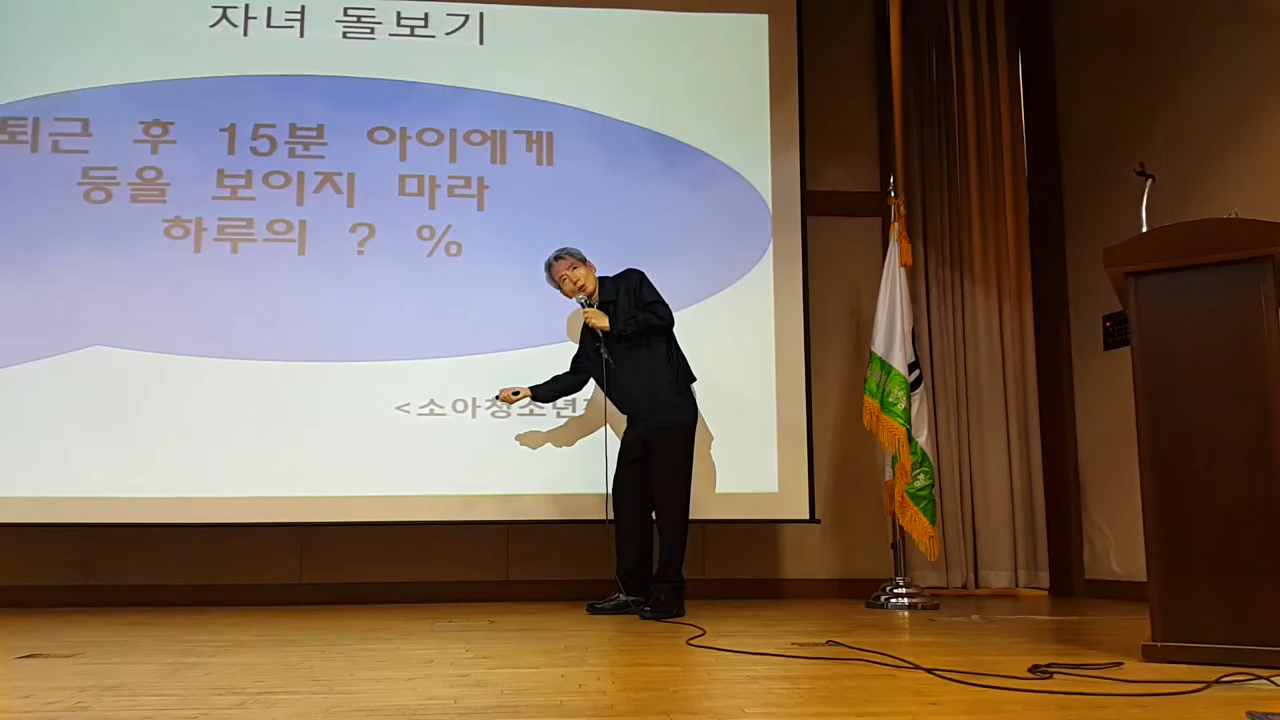 자녀 돌보기
퇴근 후 15분 아이에게
등을 보이지 마라
하루의 ? %
<소아청소년